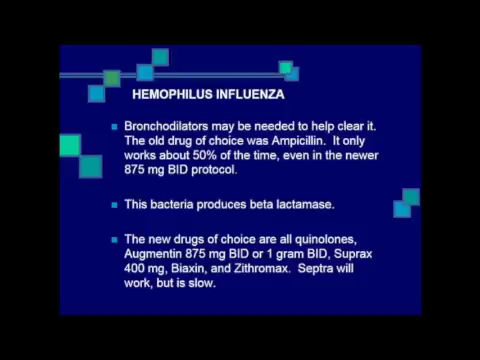 HEMOPHILUS INFLUENZA
Bronchodilators may be needed to help clear it.
The old drug of choice was Ampicillin. It only
works about 50% of the time, even in the newer
875 mg BID protocol.
This bacteria produces beta lactamase.
The new drugs of choice are all quinolones,
Augmentin 875 mg BID or 1 gram BID, Suprax
400 mg, Biaxin, and Zithromax. Septra will
work, but is slow.